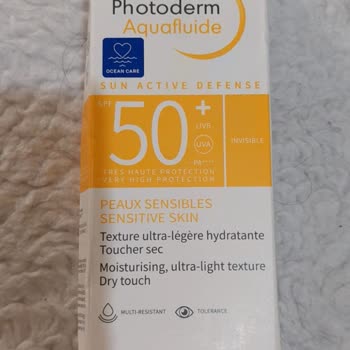 Photoderm
Aquafluide
OCEAN CARE
SUN ACTIVE DEFENSE
SPF
50+
UVB
UVA
PA++++
INVISIBLE
TRÈS HAUTE PROTECTION
VERY HIGH PROTECTION
PEAUX SENSIBLES
SENSITIVE SKIN
Texture ultra-légère hydratante
Toucher sec
Moisturising, ultra-light texture
Dry touch
MULTI-RESISTANT
TOLERANCE